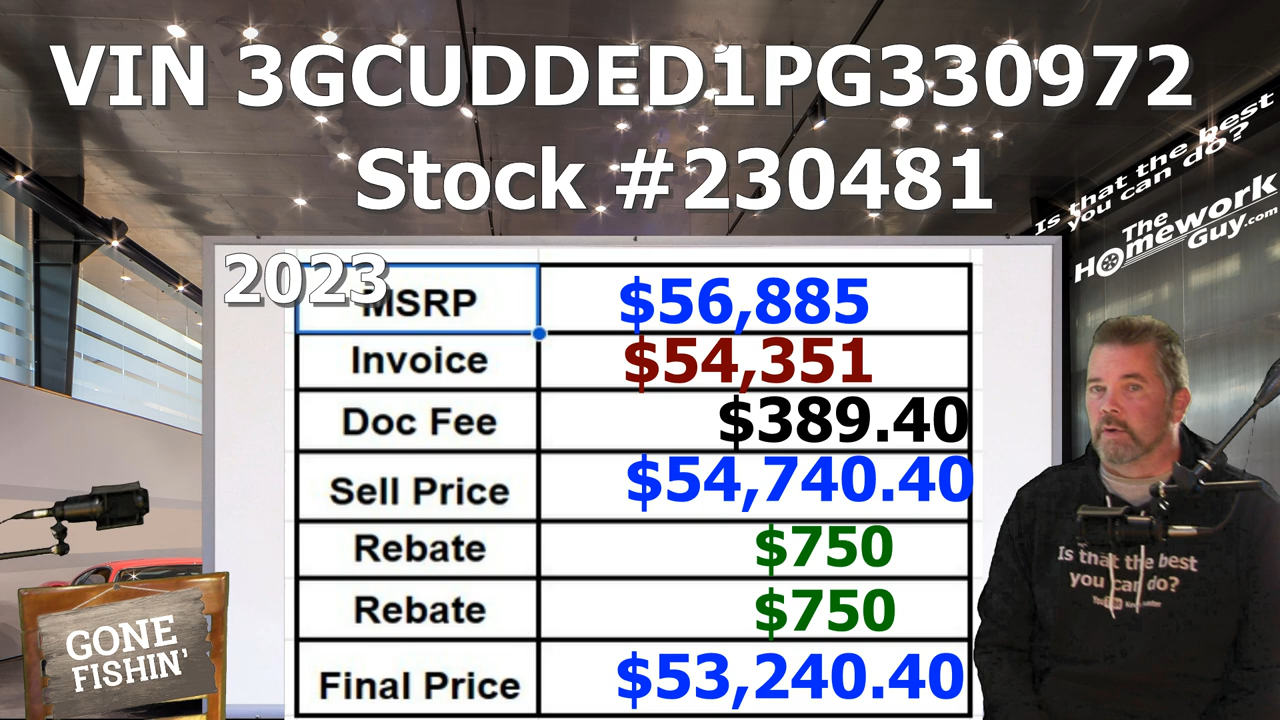 VIN 3GCUDDED1PG330972
Stock #230481
Is that the best
you can do?
The
Homework
Guy.com
2023
MSRP $56,885
Invoice $54,351
Doc Fee $389.40
Sell Price $54,740.40
Rebate $750
Rebate $750
Final Price $53,240.40
GONE
FISHIN'
Is that the best
you can do?